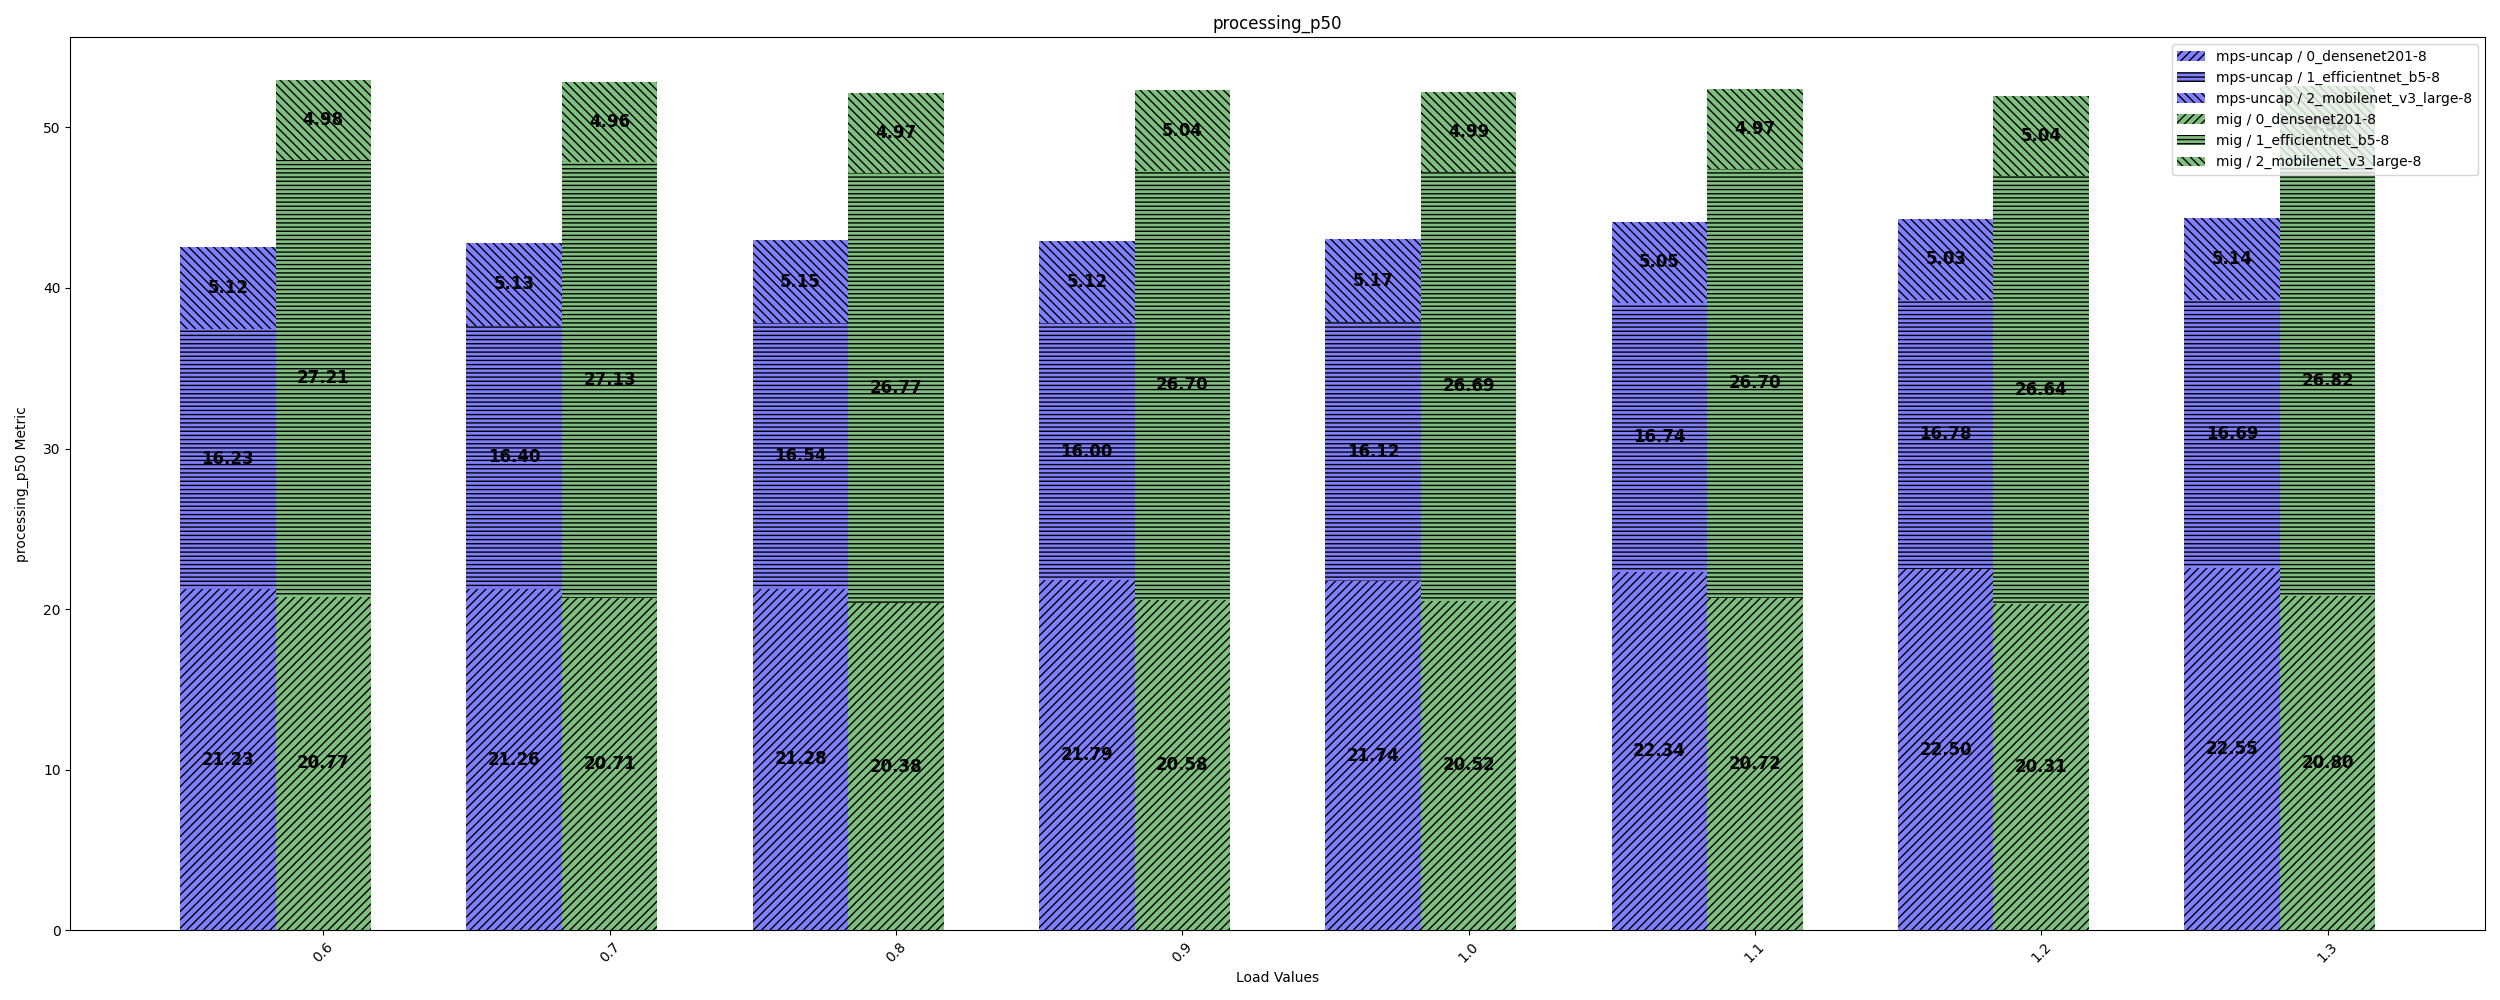 processing_p50
mps-uncap / 0_densenet201-8
mps-uncap / 1_efficientnet_b5-8
mps-uncap / 2_mobilenet_v3_large-8
mig / 0_densenet201-8
mig / 1_efficientnet_b5-8
mig / 2_mobilenet_v3_large-8
processing_p50 Metric
50
40
30
20
10
0
4.98 4.96 4.97 5.04 4.99 4.97 5.04
5.12 5.13 5.15 5.12 5.17 5.05 5.03 5.14
27.21 27.13 26.77 26.70 26.69 26.70 26.64 26.82
16.23 16.40 16.54 16.00 16.12 16.74 16.78 16.69
21.23 20.77 21.26 20.71 21.28 20.38 21.79 20.58 21.74 20.52 22.34 20.72 22.50 20.31 22.55 20.80
0.6 0.7 0.8 0.9 1.0 1.1 1.2 1.3
Load Values